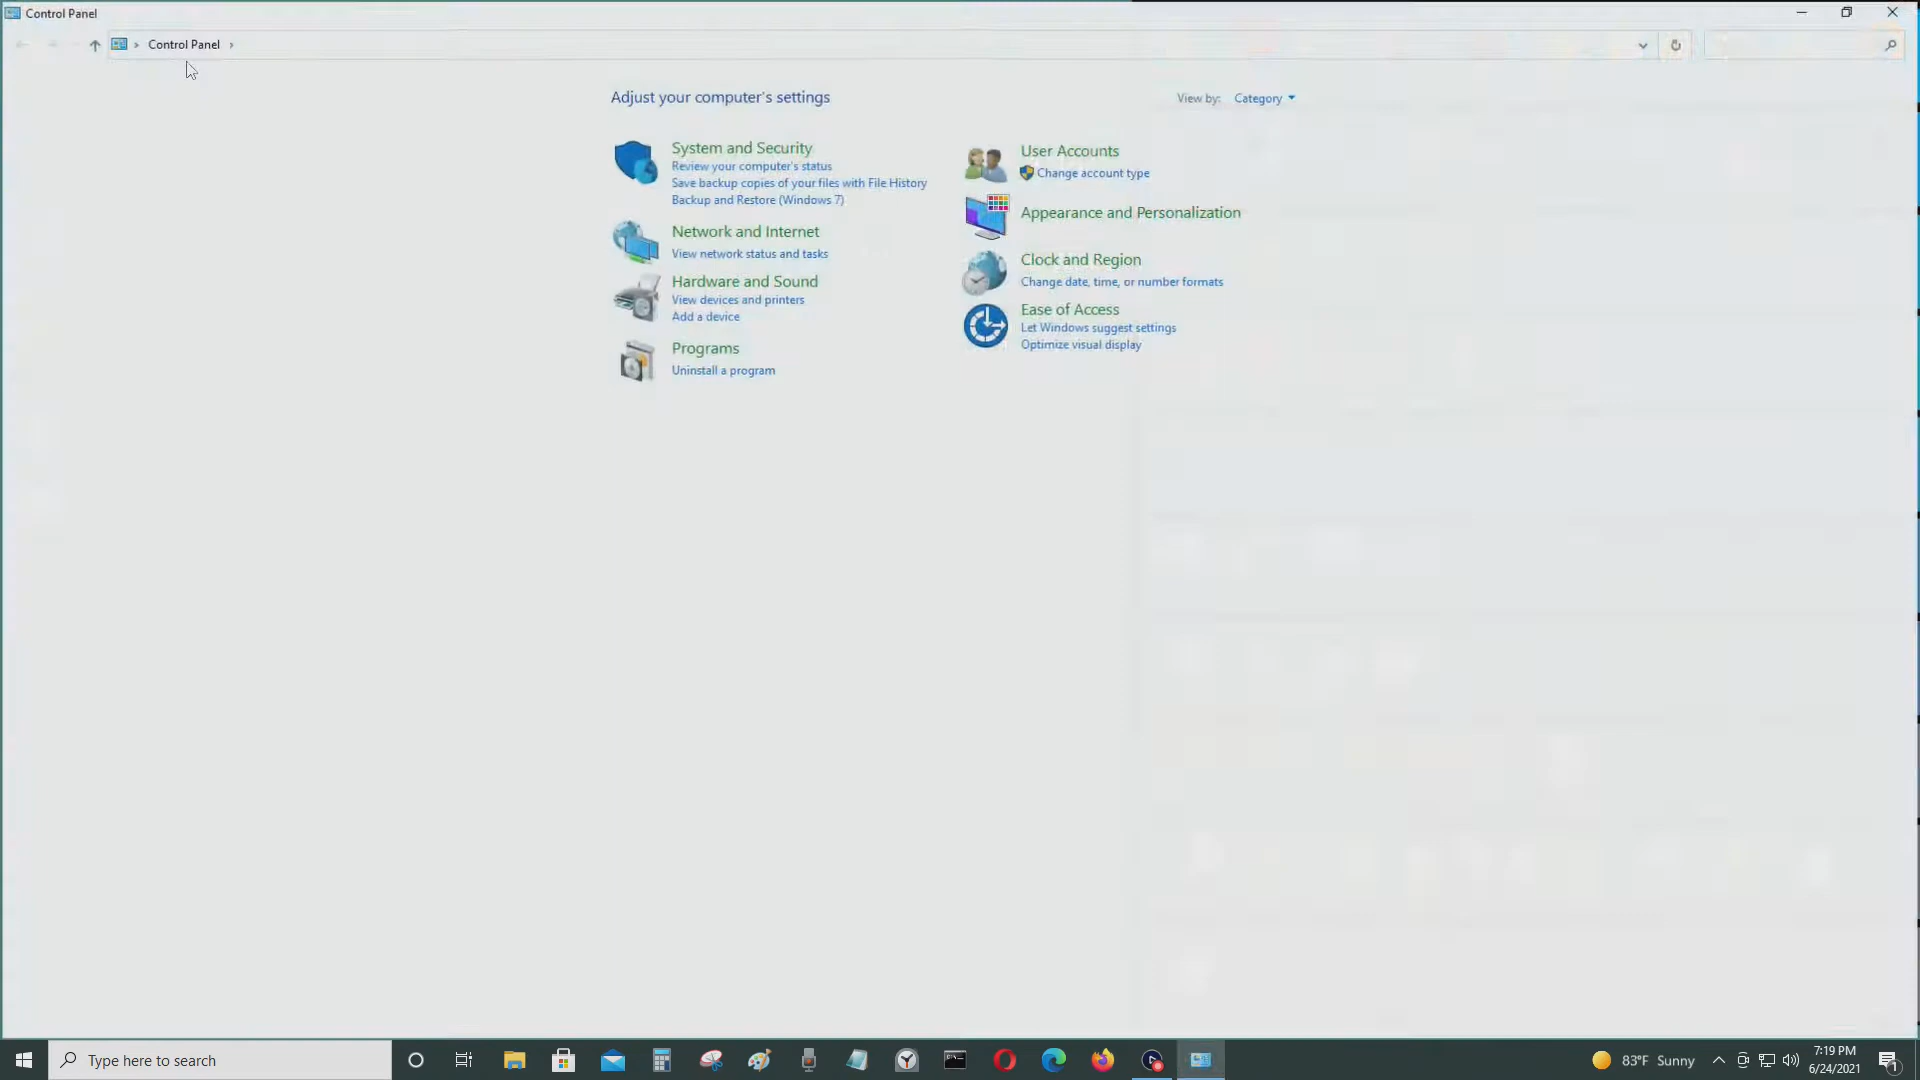 Control Panel
Control Panel
Adjust your computer's settings
View by: Category
System and Security
Review your computer's status
Save backup copies of your files with File History
Backup and Restore (Windows 7)
Network and Internet
View network status and tasks
Hardware and Sound
View devices and printers
Add a device
Programs
Uninstall a program
User Accounts
Change account type
Appearance and Personalization
Clock and Region
Change date, time, or number formats
Ease of Access
Let Windows suggest settings
Optimize visual display
Type here to search
83°F Sunny
7:19 PM
6/24/2021
1